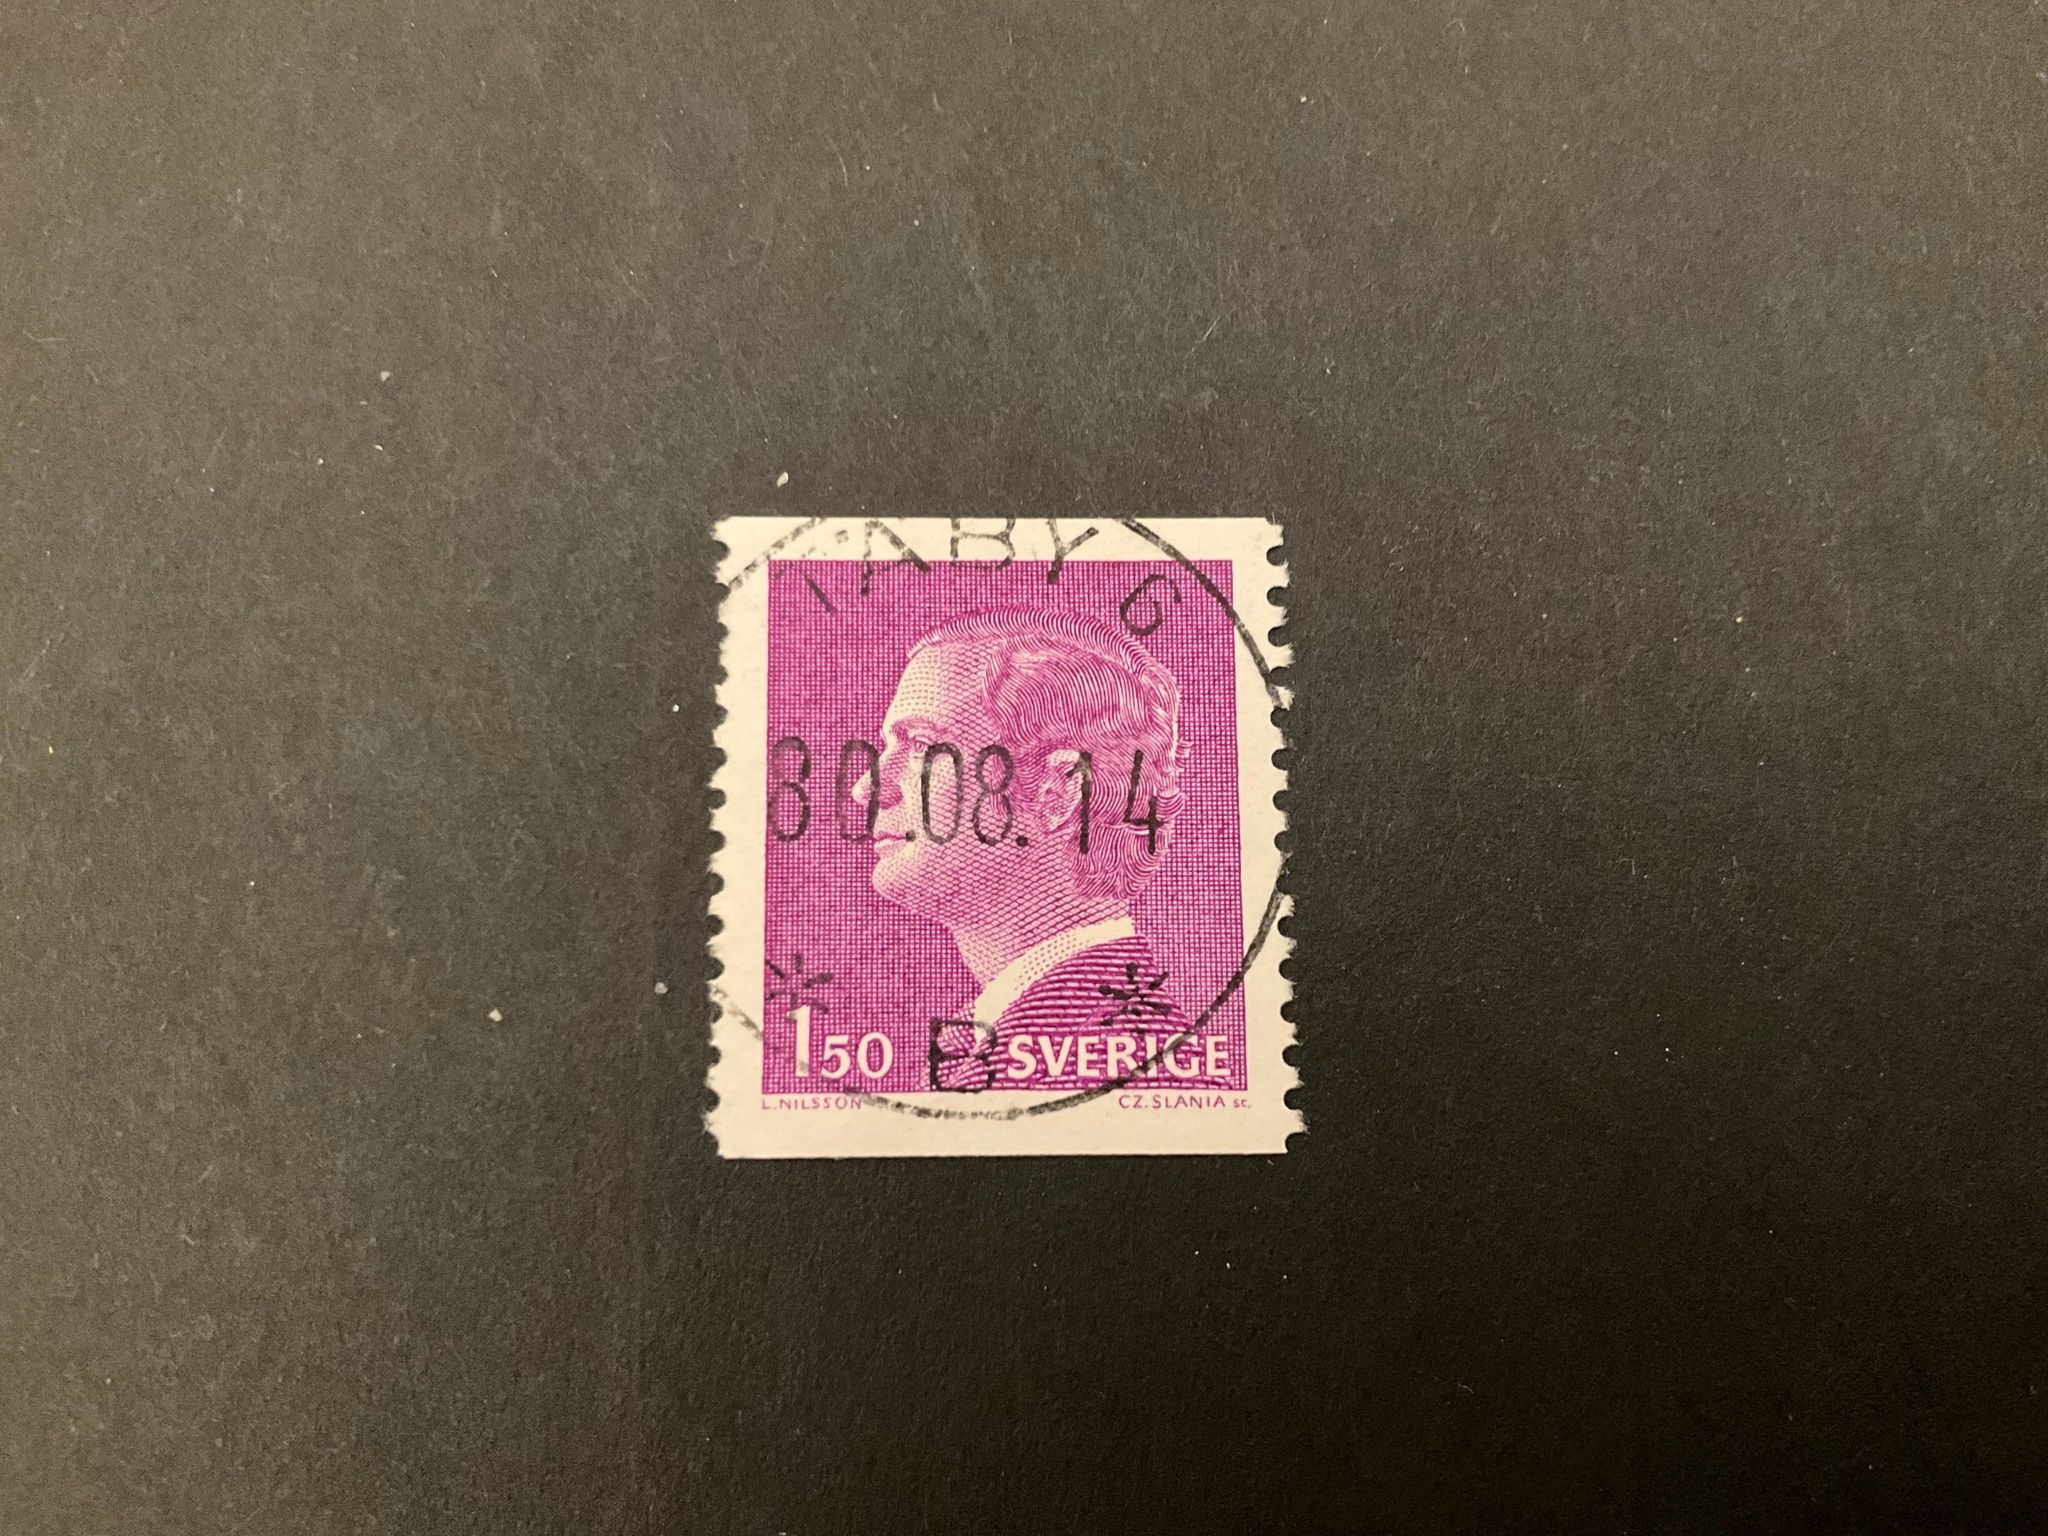 TÄBY 6
80.08.14
* B *
1.50 SVERIGE
L.NILSSON CZ.SLANIA sc.